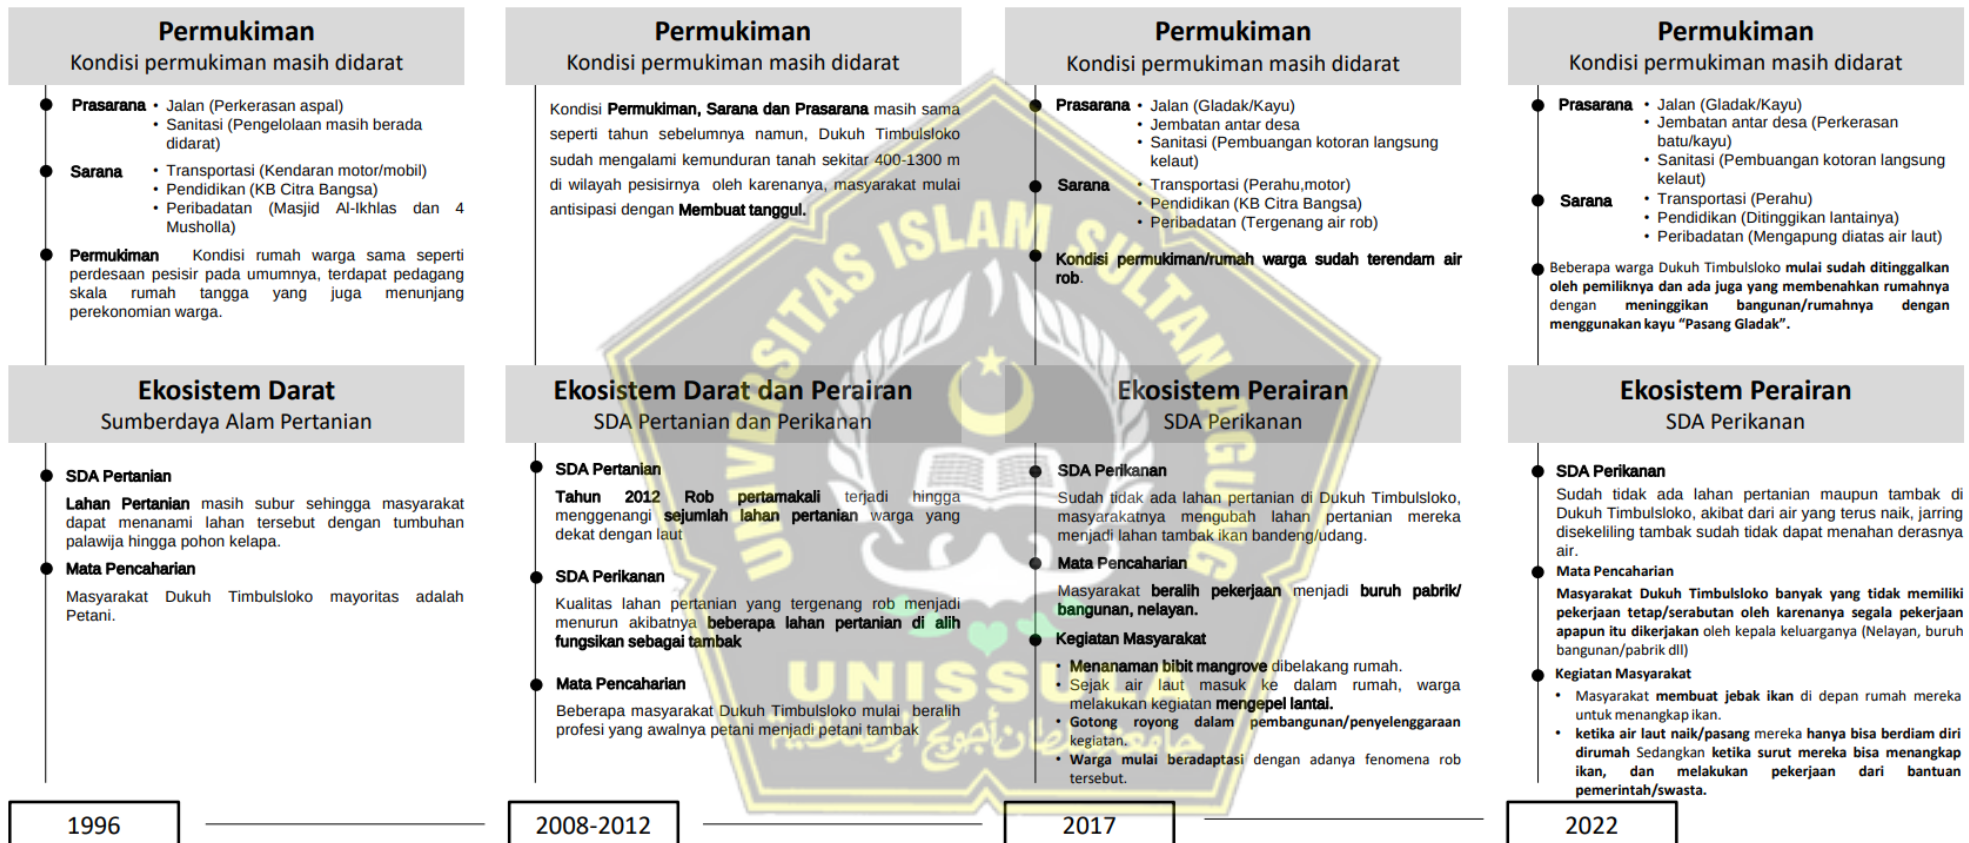 Permukiman
Kondisi permukiman masih didarat
Prasarana • Jalan (Perkerasan aspal)
• Sanitasi (Pengelolaan masih berada
didarat)
Sarana • Transportasi (Kendaran motor/mobil)
• Pendidikan (KB Citra Bangsa)
• Peribadatan (Masjid Al-Ikhlas dan 4
Musholla)
Permukiman Kondisi rumah warga sama seperti
perdesaan pesisir pada umumnya, terdapat pedagang
skala rumah tangga yang juga menunjang
perekonomian warga.
Ekosistem Darat
Sumberdaya Alam Pertanian
SDA Pertanian
Lahan Pertanian masih subur sehingga masyarakat
dapat menanami lahan tersebut dengan tumbuhan
palawija hingga pohon kelapa.
Mata Pencaharian
Masyarakat Dukuh Timbulsloko mayoritas adalah
Petani.
1996
Permukiman
Kondisi permukiman masih didarat
Kondisi Permukiman, Sarana dan Prasarana masih sama
seperti tahun sebelumnya namun, Dukuh Timbulsloko
sudah mengalami kemunduran tanah sekitar 400-1300 m
di wilayah pesisirnya oleh karenanya, masyarakat mulai
antisipasi dengan Membuat tanggul.
Ekosistem Darat dan Perairan
SDA Pertanian dan Perikanan
SDA Pertanian
Tahun 2012 Rob pertamakali terjadi hingga
menggenangi sejumlah lahan pertanian warga yang
dekat dengan laut
SDA Perikanan
Kualitas lahan pertanian yang tergenang rob menjadi
menurun akibatnya beberapa lahan pertanian di alih
fungsikan sebagai tambak
Mata Pencaharian
Beberapa masyarakat Dukuh Timbulsloko mulai beralih
profesi yang awalnya petani menjadi petani tambak
2008-2012
Permukiman
Kondisi permukiman masih didarat
Prasarana • Jalan (Gladak/Kayu)
• Jembatan antar desa
• Sanitasi (Pembuangan kotoran langsung
kelaut)
Sarana • Transportasi (Perahu,motor)
• Pendidikan (KB Citra Bangsa)
• Peribadatan (Tergenang air rob)
Kondisi permukiman/rumah warga sudah terendam air
rob.
Ekosistem Perairan
SDA Perikanan
SDA Perikanan
Sudah tidak ada lahan pertanian di Dukuh Timbulsloko,
masyarakatnya mengubah lahan pertanian mereka
menjadi lahan tambak ikan bandeng/udang.
Mata Pencaharian
Masyarakat beralih pekerjaan menjadi buruh pabrik/
bangunan, nelayan.
Kegiatan Masyarakat
• Menanaman bibit mangrove dibelakang rumah.
• Sejak air laut masuk ke dalam rumah, warga
melakukan kegiatan mengepel lantai.
• Gotong royong dalam pembangunan/penyelenggaraan
kegiatan.
• Warga mulai beradaptasi dengan adanya fenomena rob
tersebut.
2017
Permukiman
Kondisi permukiman masih didarat
Prasarana • Jalan (Gladak/Kayu)
• Jembatan antar desa (Perkerasan
batu/kayu)
• Sanitasi (Pembuangan kotoran langsung
kelaut)
Sarana • Transportasi (Perahu)
• Pendidikan (Ditinggikan lantainya)
• Peribadatan (Mengapung diatas air laut)
Beberapa warga Dukuh Timbulsloko mulai sudah ditinggalkan
oleh pemiliknya dan ada juga yang membenahkan rumahnya
dengan meninggikan bangunan/rumahnya dengan
menggunakan kayu “Pasang Gladak”.
Ekosistem Perairan
SDA Perikanan
SDA Perikanan
Sudah tidak ada lahan pertanian maupun tambak di
Dukuh Timbulsloko, akibat dari air yang terus naik, jarring
disekeliling tambak sudah tidak dapat menahan derasnya
air.
Mata Pencaharian
Masyarakat Dukuh Timbulsloko banyak yang tidak memiliki
pekerjaan tetap/serabutan oleh karenanya segala pekerjaan
apapun itu dikerjakan oleh kepala keluarganya (Nelayan, buruh
bangunan/pabrik dll)
Kegiatan Masyarakat
• Masyarakat membuat jebak ikan di depan rumah mereka
untuk menangkap ikan.
• ketika air laut naik/pasang mereka hanya bisa berdiam diri
dirumah Sedangkan ketika surut mereka bisa menangkap
ikan, dan melakukan pekerjaan dari bantuan
pemerintah/swasta.
2022
UNIVERSITAS ISLAM SULTAN AGUNG
UNISSULA
جامعة سلطان أجونج الإسلامية